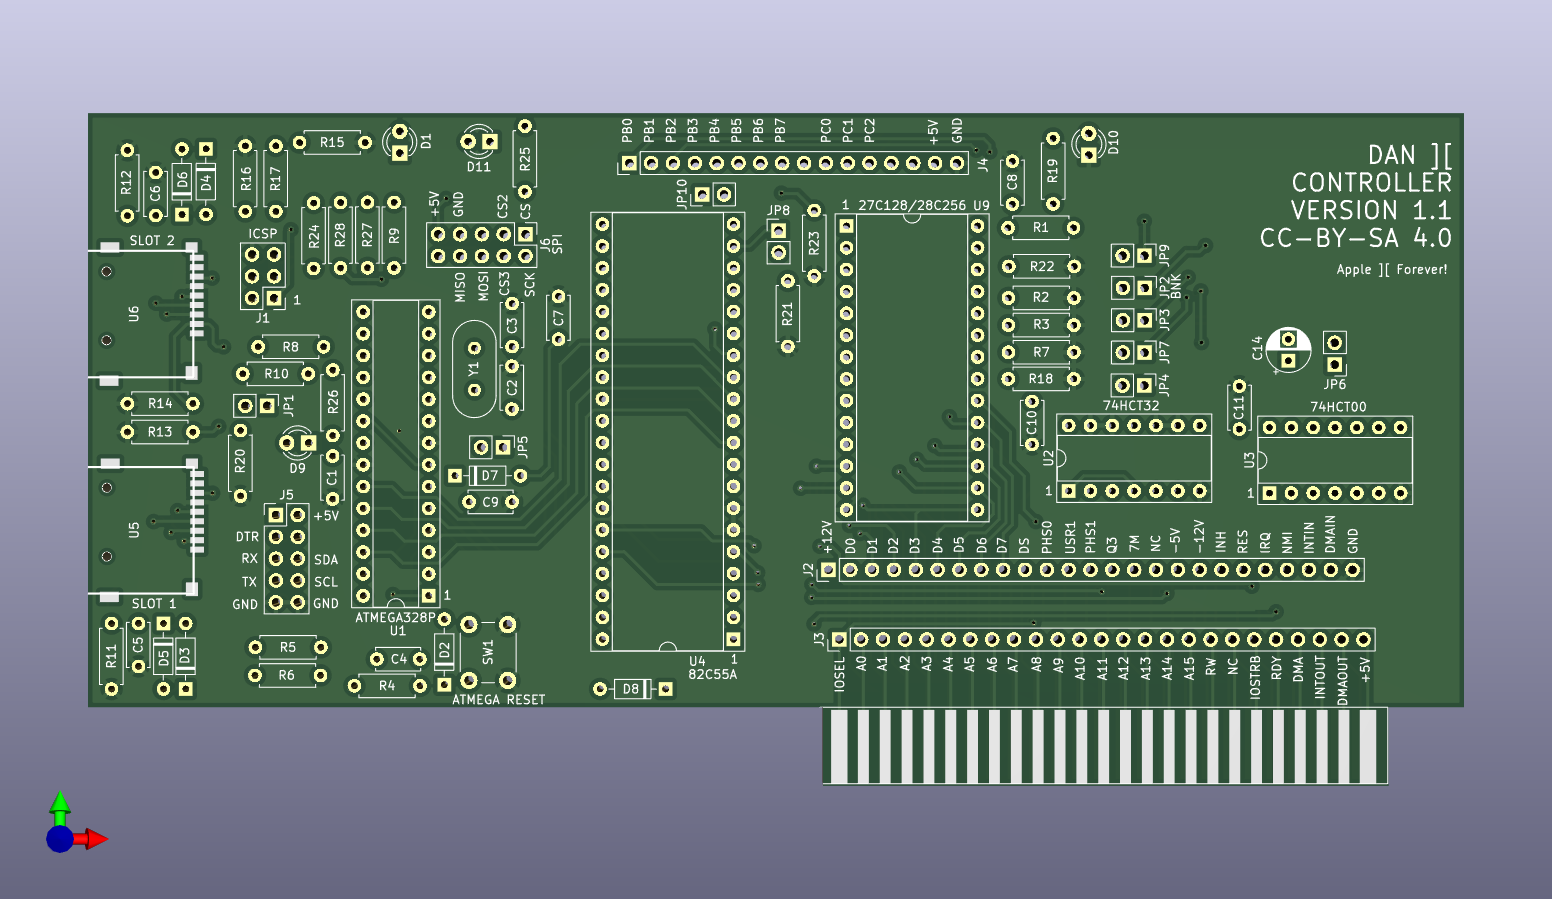 DAN ][
CONTROLLER
VERSION 1.1
CC-BY-SA 4.0
Apple ][ Forever!
R12
C6
D6
D4
R16
R17
R15
D1
D11
R25
PB0
PB1
PB2
PB3
PB4
PB5
PB6
PB7
PC0
PC1
PC2
+5V
GND
J4
C8
R19
D10
SLOT 2
ICSP
R24
R28
R27
R9
+5V
GND
CS2
CS
J6
SPI
MISO
MOSI
CS3
SCK
JP10
JP8
R23
1
27C128/28C256
U9
R1
R22
R2
R3
R7
R18
JP9
JP2
BNK
JP3
JP7
JP4
U6
1
J1
R8
R10
R26
C3
C7
Y1
C2
R21
C14
+
JP6
R14
R13
JP1
R20
D9
C1
JP5
D7
C9
C10
74HCT32
U2
1
C11
74HCT00
U3
1
U5
J5
+5V
DTR
RX
SDA
TX
SCL
GND
GND
SLOT 1
1
ATMEGA328P
U1
J2
+12V
D0
D1
D2
D3
D4
D5
D6
D7
DS
PHS0
USR1
PHS1
Q3
7M
NC
-5V
-12V
INH
RES
IRQ
NMI
INTIN
DMAIN
GND
R11
C5
D5
D3
R5
R6
C4
R4
D2
SW1
ATMEGA RESET
U4
1
82C55A
D8
J3
IOSEL
A0
A1
A2
A3
A4
A5
A6
A7
A8
A9
A10
A11
A12
A13
A14
A15
RW
NC
IOSTRB
RDY
DMA
INTOUT
DMAOUT
+5V